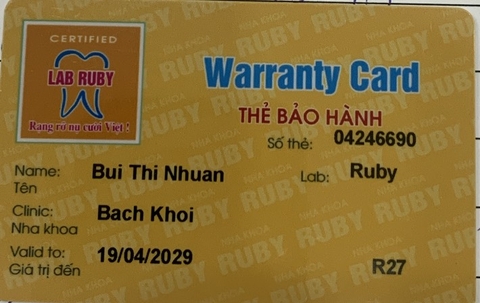 CERTIFIED
LAB RUBY
Rạng rỡ nụ cười Việt !
Warranty Card
THẺ BẢO HÀNH
Số thẻ: 04246690
Name: Bui Thi Nhuan Lab: Ruby
Tên
Clinic: Bach Khoi
Nha khoa
Valid to: 19/04/2029
Giá trị đến
R27